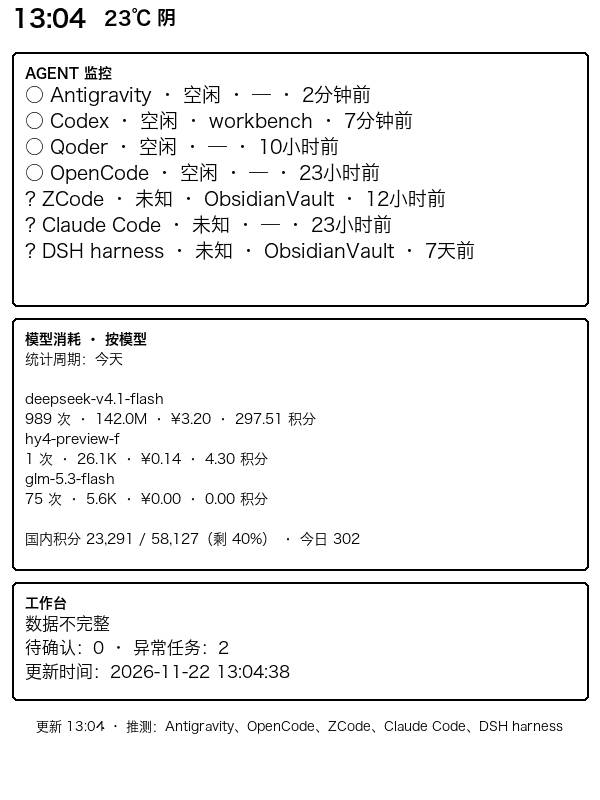 13:04 23℃ 阴
AGENT 监控
○ Antigravity · 空闲 · — · 2分钟前
○ Codex · 空闲 · workbench · 7分钟前
○ Qoder · 空闲 · — · 10小时前
○ OpenCode · 空闲 · — · 23小时前
? ZCode · 未知 · ObsidianVault · 12小时前
? Claude Code · 未知 · — · 23小时前
? DSH harness · 未知 · ObsidianVault · 7天前
模型消耗 · 按模型
统计周期：今天
deepseek-v4.1-flash
989 次 · 142.0M · ¥3.20 · 297.51 积分
hy4-preview-f
1 次 · 26.1K · ¥0.14 · 4.30 积分
glm-5.3-flash
75 次 · 5.6K · ¥0.00 · 0.00 积分
国内积分 23,291 / 58,127（剩 40%） · 今日 302
工作台
数据不完整
待确认：0 · 异常任务：2
更新时间：2026-11-22 13:04:38
更新 13:04 · 推测：Antigravity、OpenCode、ZCode、Claude Code、DSH harness